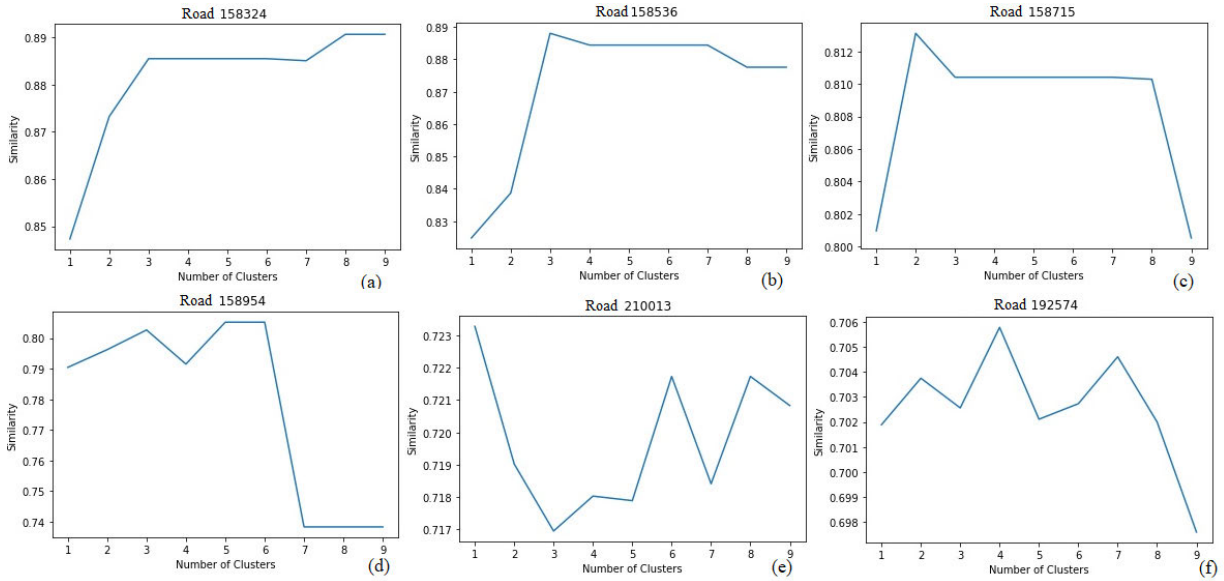 Road 158324
0.89
0.88
0.87
0.86
0.85
Similarity
1 2 3 4 5 6 7 8 9
Number of Clusters
(a)
Road 158536
0.89
0.88
0.87
0.86
0.85
0.84
0.83
Similarity
1 2 3 4 5 6 7 8 9
Number of Clusters
(b)
Road 158715
0.812
0.810
0.808
0.806
0.804
0.802
0.800
Similarity
1 2 3 4 5 6 7 8 9
Number of Clusters
(c)
Road 158954
0.80
0.79
0.78
0.77
0.76
0.75
0.74
Similarity
1 2 3 4 5 6 7 8 9
Number of Clusters
(d)
Road 210013
0.723
0.722
0.721
0.720
0.719
0.718
0.717
Similarity
1 2 3 4 5 6 7 8 9
Number of Clusters
(e)
Road 192574
0.706
0.705
0.704
0.703
0.702
0.701
0.700
0.699
0.698
Similarity
1 2 3 4 5 6 7 8 9
Number of Clusters
(f)